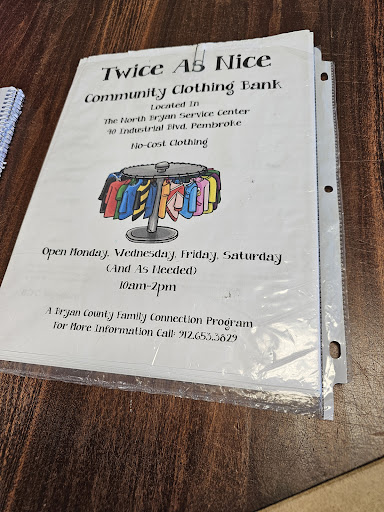 Twice As Nice
Community Clothing Bank
Located In
The North Bryan Service Center
40 Industrial Blvd, Pembroke
No-Cost Clothing
Open Monday, Wednesday, Friday, Saturday
(And As Needed)
10am-2pm
A Bryan County Family Connection Program
For More Information Call: 912.653.3829